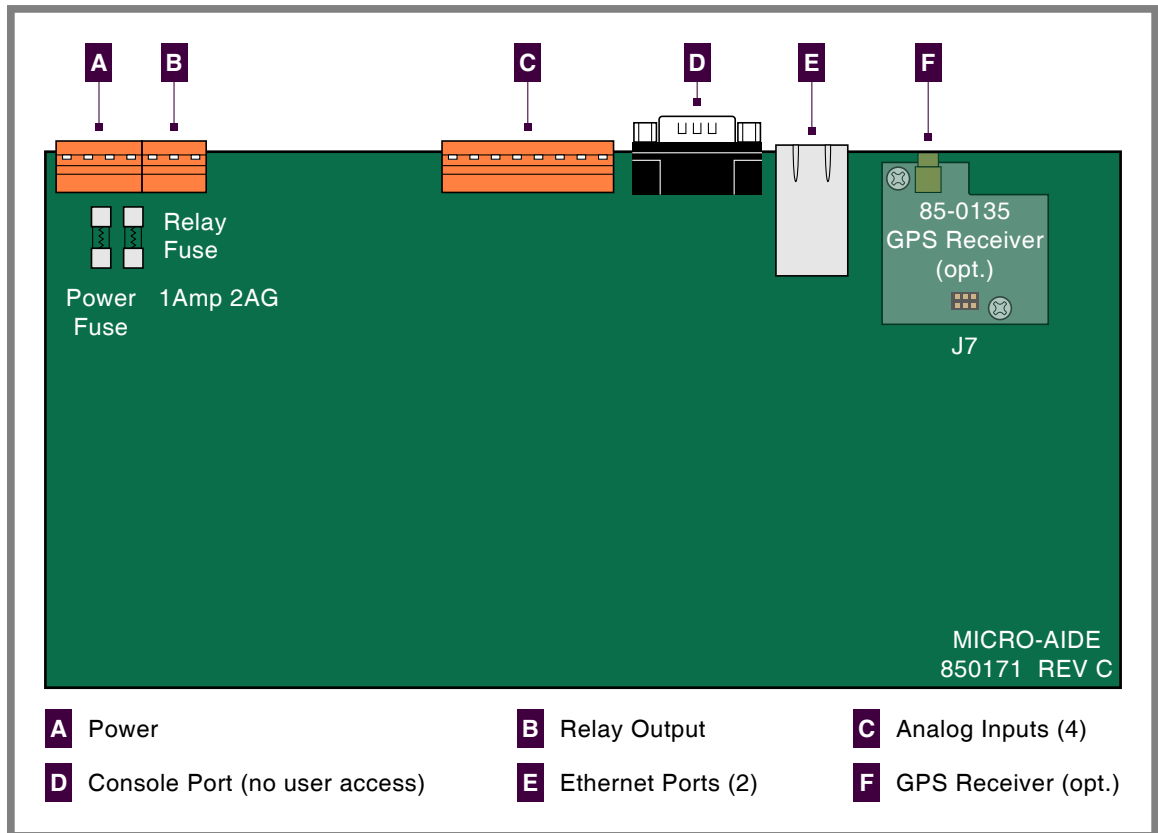 A B C D E F
85-0135
GPS Receiver
(opt.)
J7
Relay
Fuse
Power
Fuse
1Amp 2AG
MICRO-AIDE
850171 REV C
A Power
B Relay Output
C Analog Inputs (4)
D Console Port (no user access)
E Ethernet Ports (2)
F GPS Receiver (opt.)